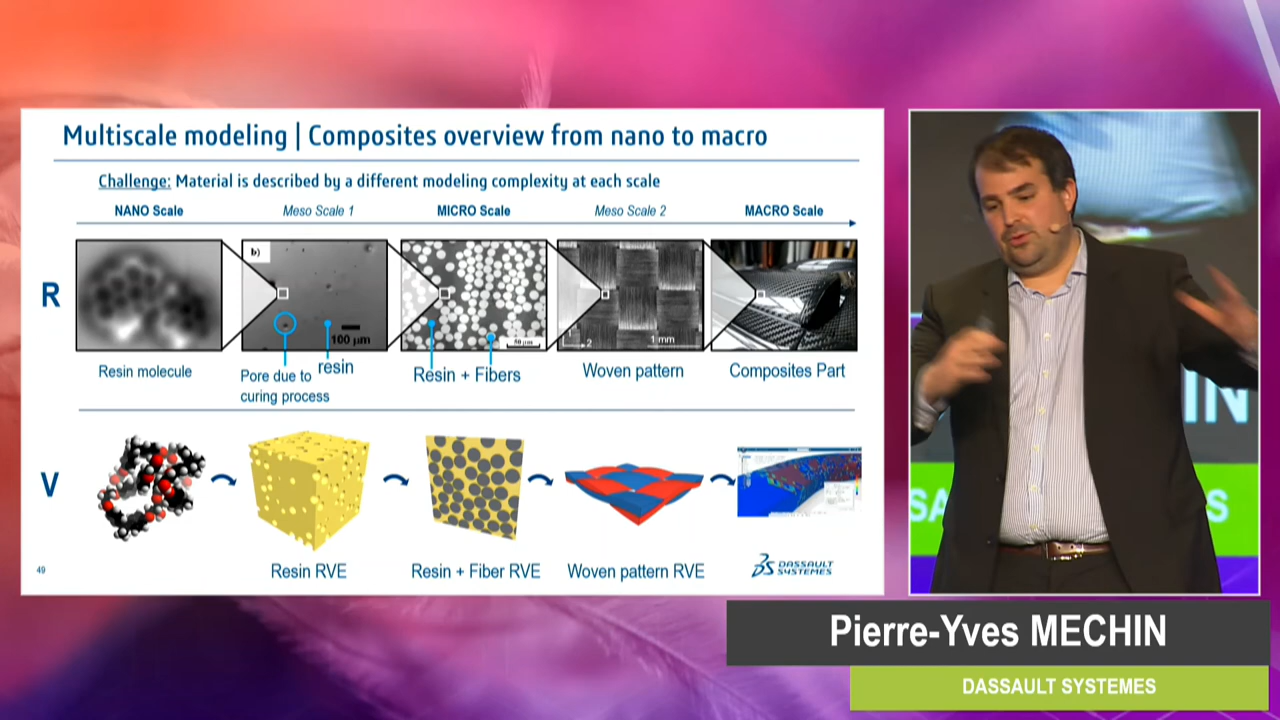 Multiscale modeling | Composites overview from nano to macro
Challenge: Material is described by a different modeling complexity at each scale
NANO Scale
Meso Scale 1
MICRO Scale
Meso Scale 2
MACRO Scale
R
b)
100 µm
2
1 mm
Resin molecule
Pore due to
curing process
resin
Resin + Fibers
Woven pattern
Composites Part
V
Resin RVE
Resin + Fiber RVE
Woven pattern RVE
DASSAULT
SYSTEMES
49
IN
SA
S
Pierre-Yves MECHIN
DASSAULT SYSTEMES